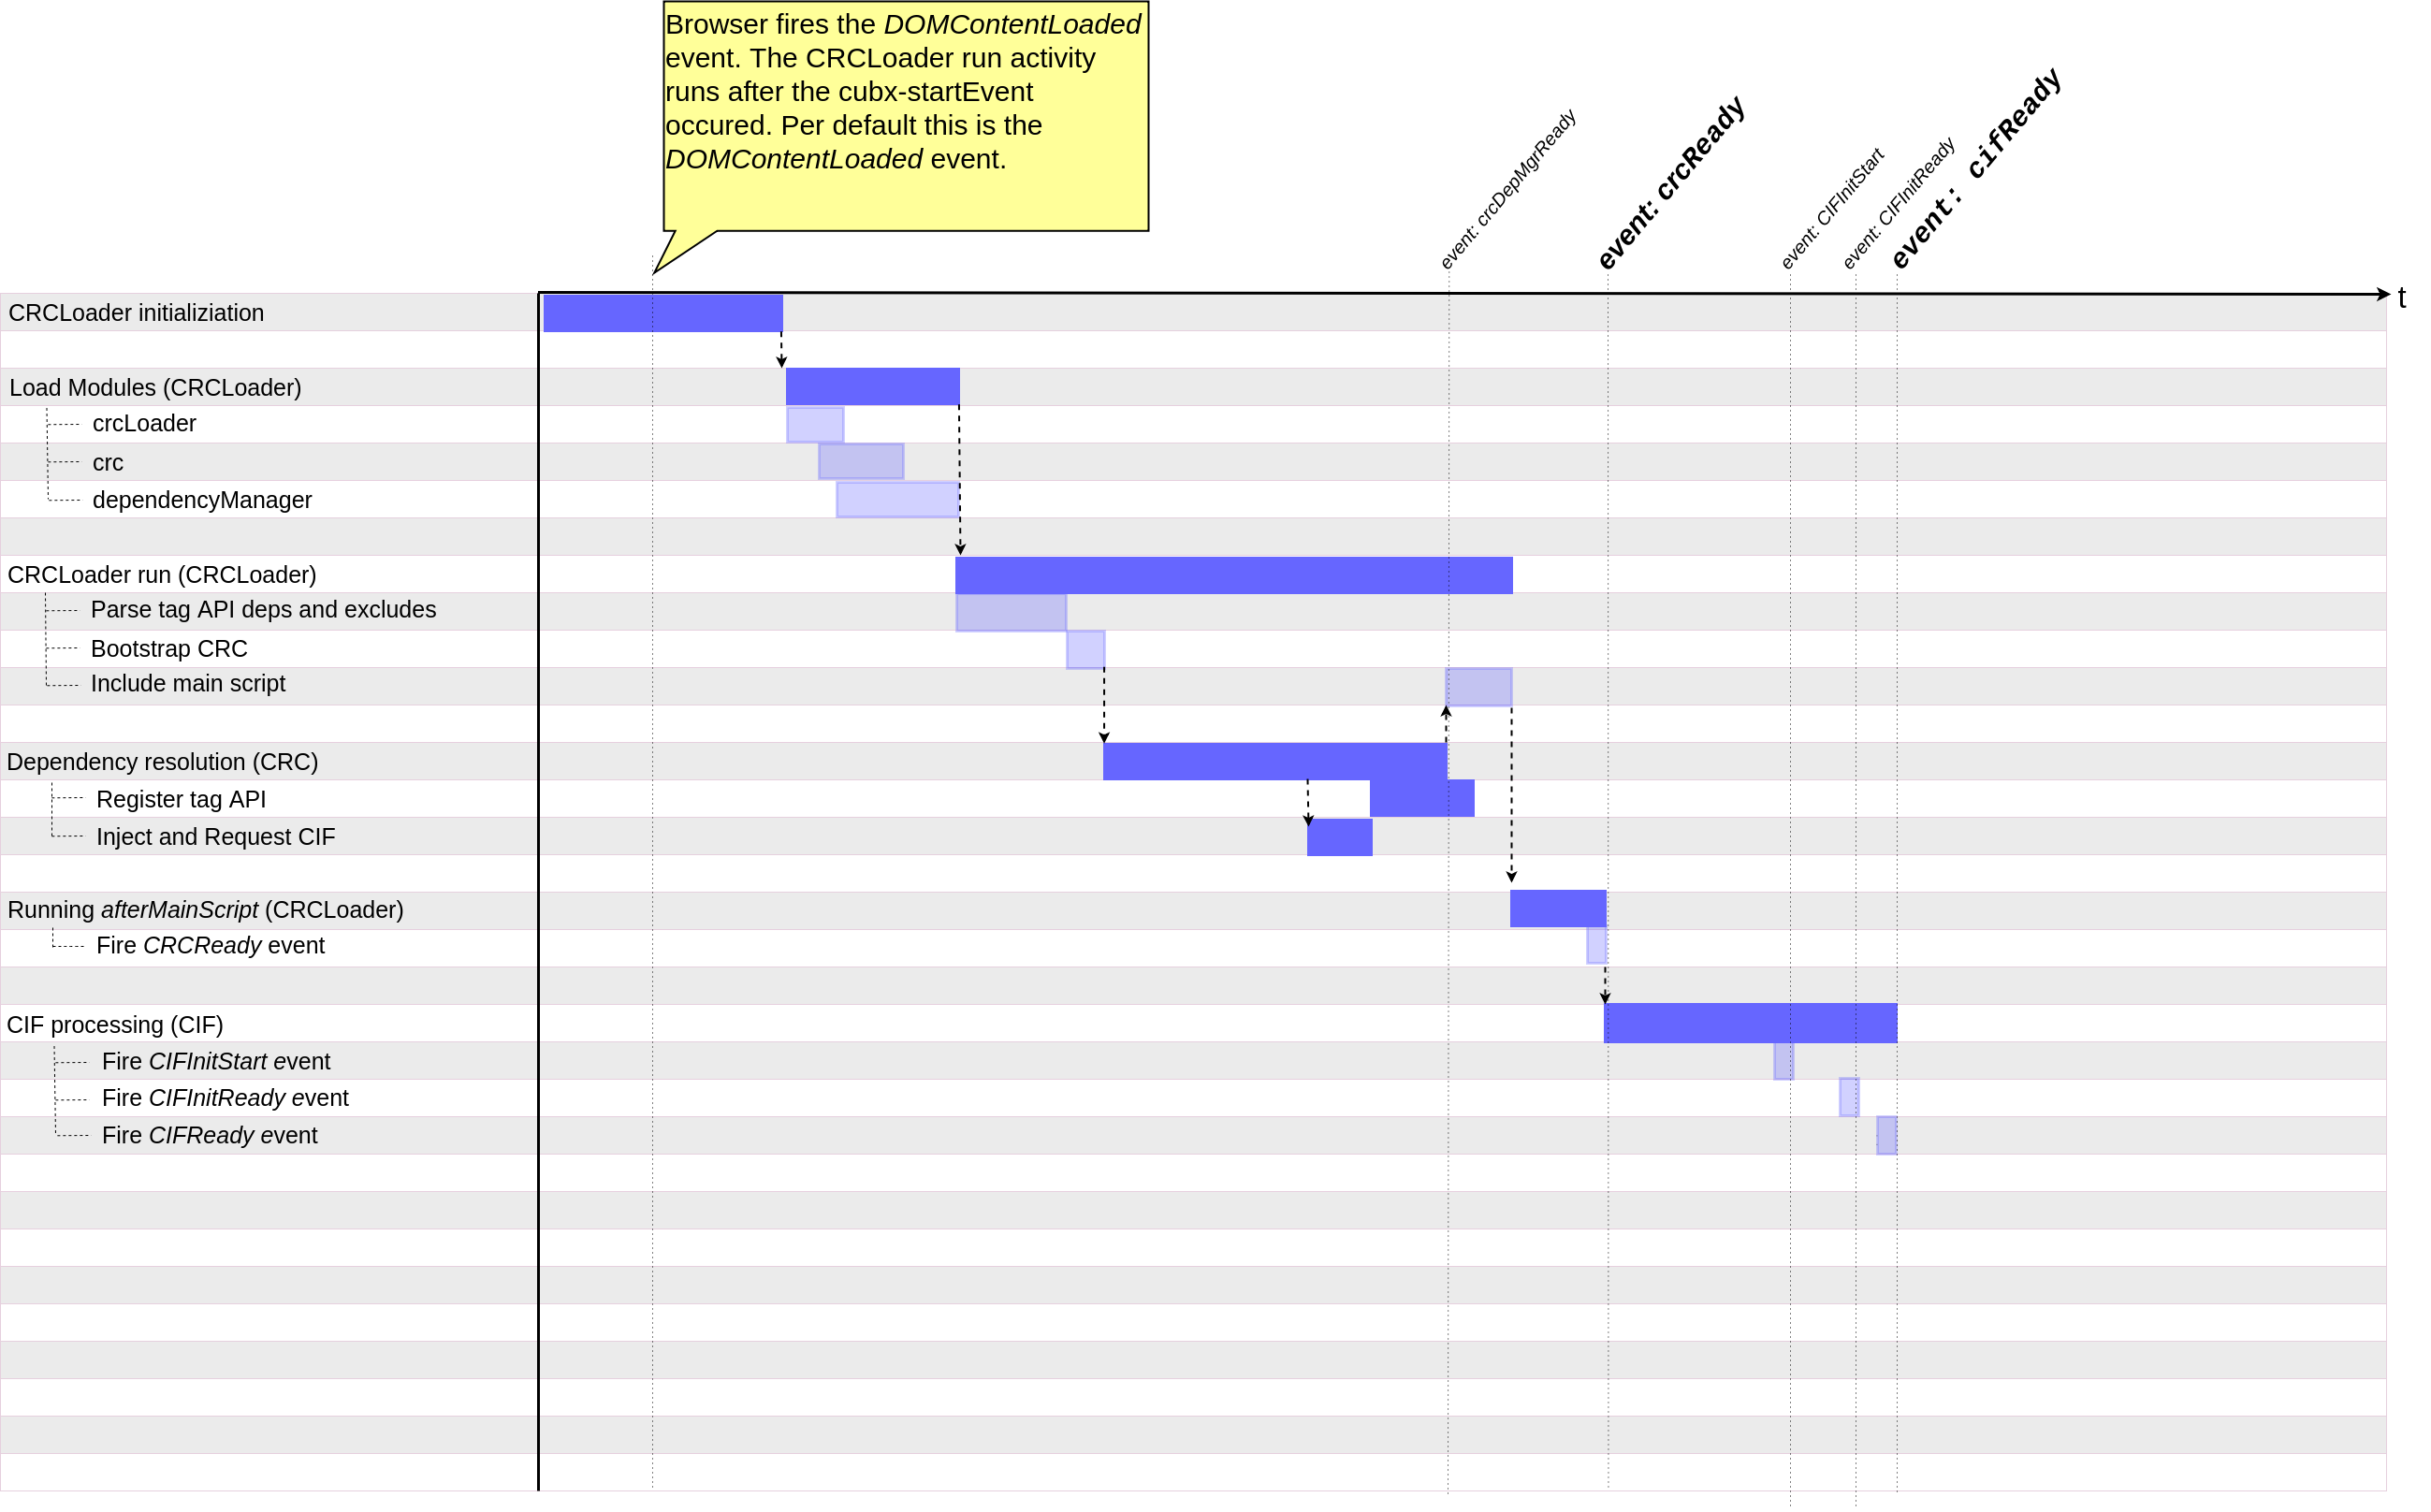 Browser fires the DOMContentLoaded
event. The CRCLoader run activity
runs after the cubx-startEvent
occured. Per default this is the
DOMContentLoaded event.
event: crcDepMgrReady
event: crcReady
event: CIFInitStart
event: CIFInitReady
event: cifReady
t
CRCLoader initializiation
Load Modules (CRCLoader)
crcLoader
crc
dependencyManager
CRCLoader run (CRCLoader)
Parse tag API deps and excludes
Bootstrap CRC
Include main script
Dependency resolution (CRC)
Register tag API
Inject and Request CIF
Running afterMainScript (CRCLoader)
Fire CRCReady event
CIF processing (CIF)
Fire CIFInitStart event
Fire CIFInitReady event
Fire CIFReady event